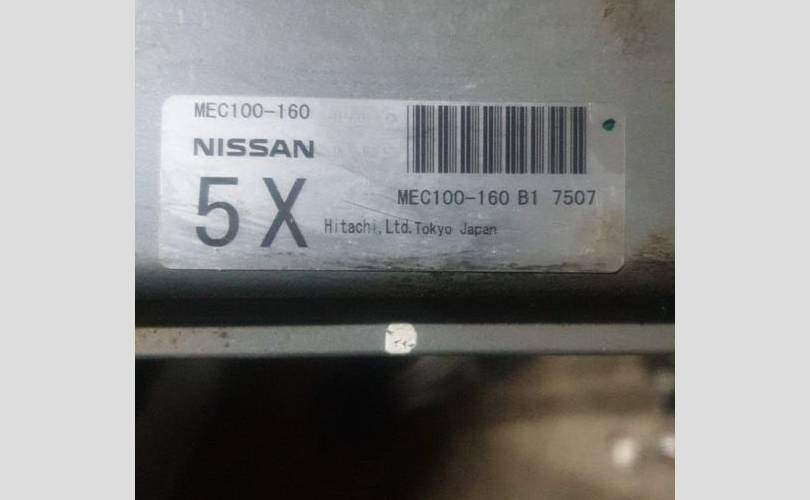 MEC100-160
NISSAN
5X
MEC100-160 B1 7507
Hitachi,Ltd.Tokyo Japan